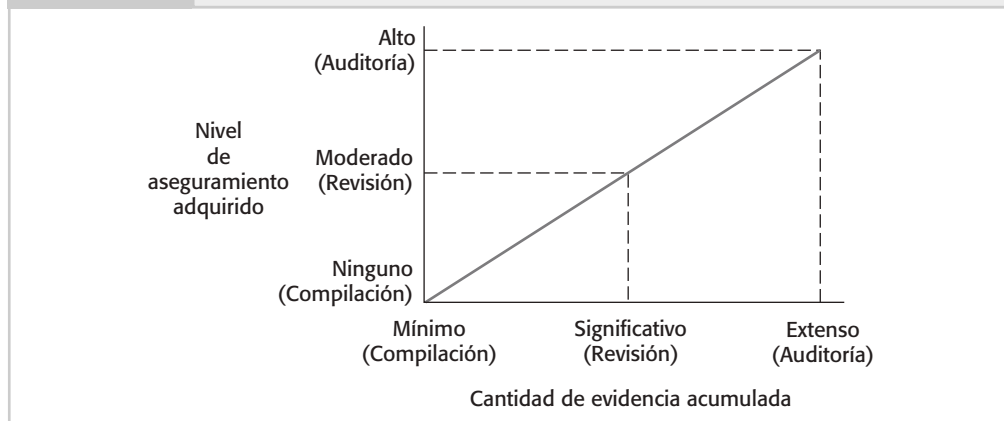 Alto
(Auditoría)
Nivel
de
aseguramiento
adquirido
Moderado
(Revisión)
Ninguno
(Compilación)
Mínimo
(Compilación)
Significativo
(Revisión)
Extenso
(Auditoría)
Cantidad de evidencia acumulada